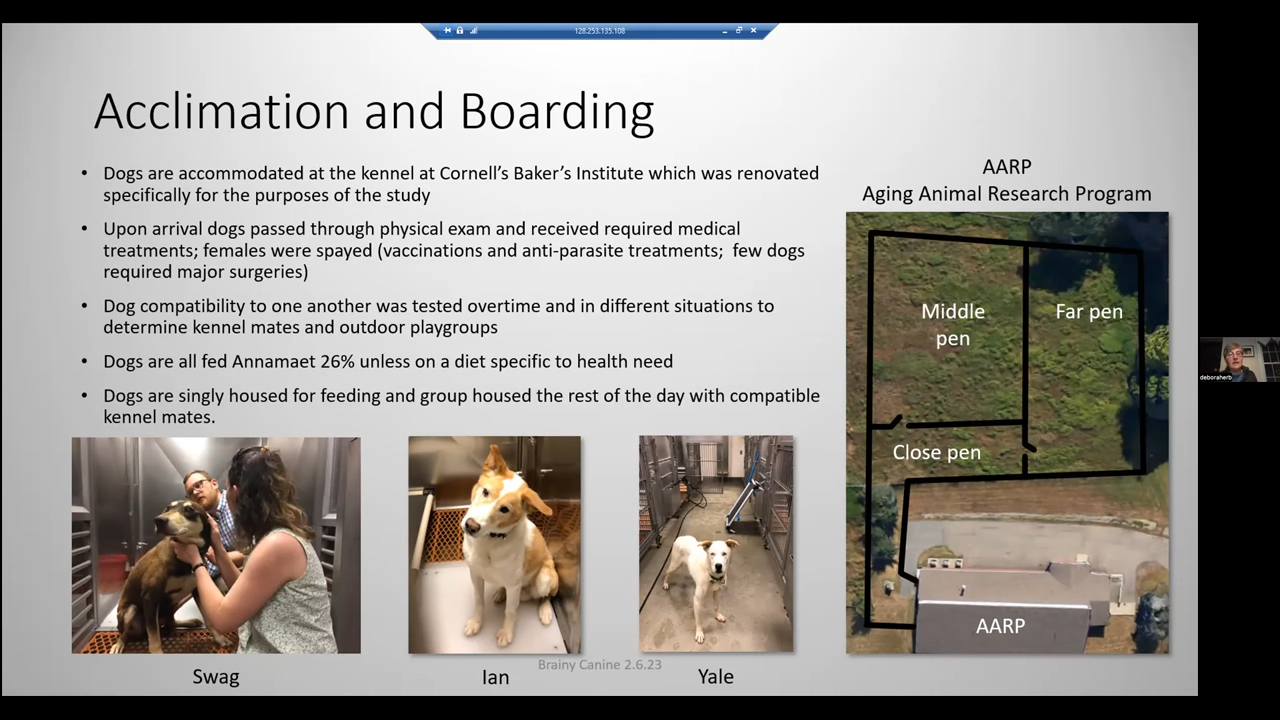 128.253.135.108
Acclimation and Boarding
• Dogs are accommodated at the kennel at Cornell's Baker's Institute which was renovated
specifically for the purposes of the study
• Upon arrival dogs passed through physical exam and received required medical
treatments; females were spayed (vaccinations and anti-parasite treatments;  few dogs
required major surgeries)
• Dog compatibility to one another was tested overtime and in different situations to
determine kennel mates and outdoor playgroups
• Dogs are all fed Annamaet 26% unless on a diet specific to health need
• Dogs are singly housed for feeding and group housed the rest of the day with compatible
kennel mates.
Swag
Ian
Yale
Brainy Canine 2.6.23
AARP
Aging Animal Research Program
Middle
pen
Far pen
Close pen
AARP
deboraherb